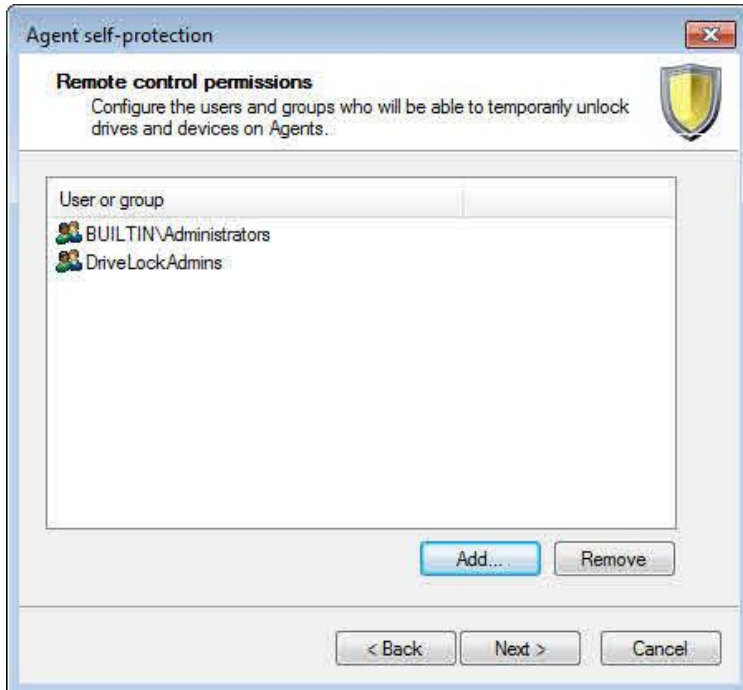 Agent self-protection
Remote control permissions
Configure the users and groups who will be able to temporarily unlock
drives and devices on Agents.
User or group
BUILTIN\Administrators
DriveLockAdmins
Add...
Remove
< Back
Next >
Cancel